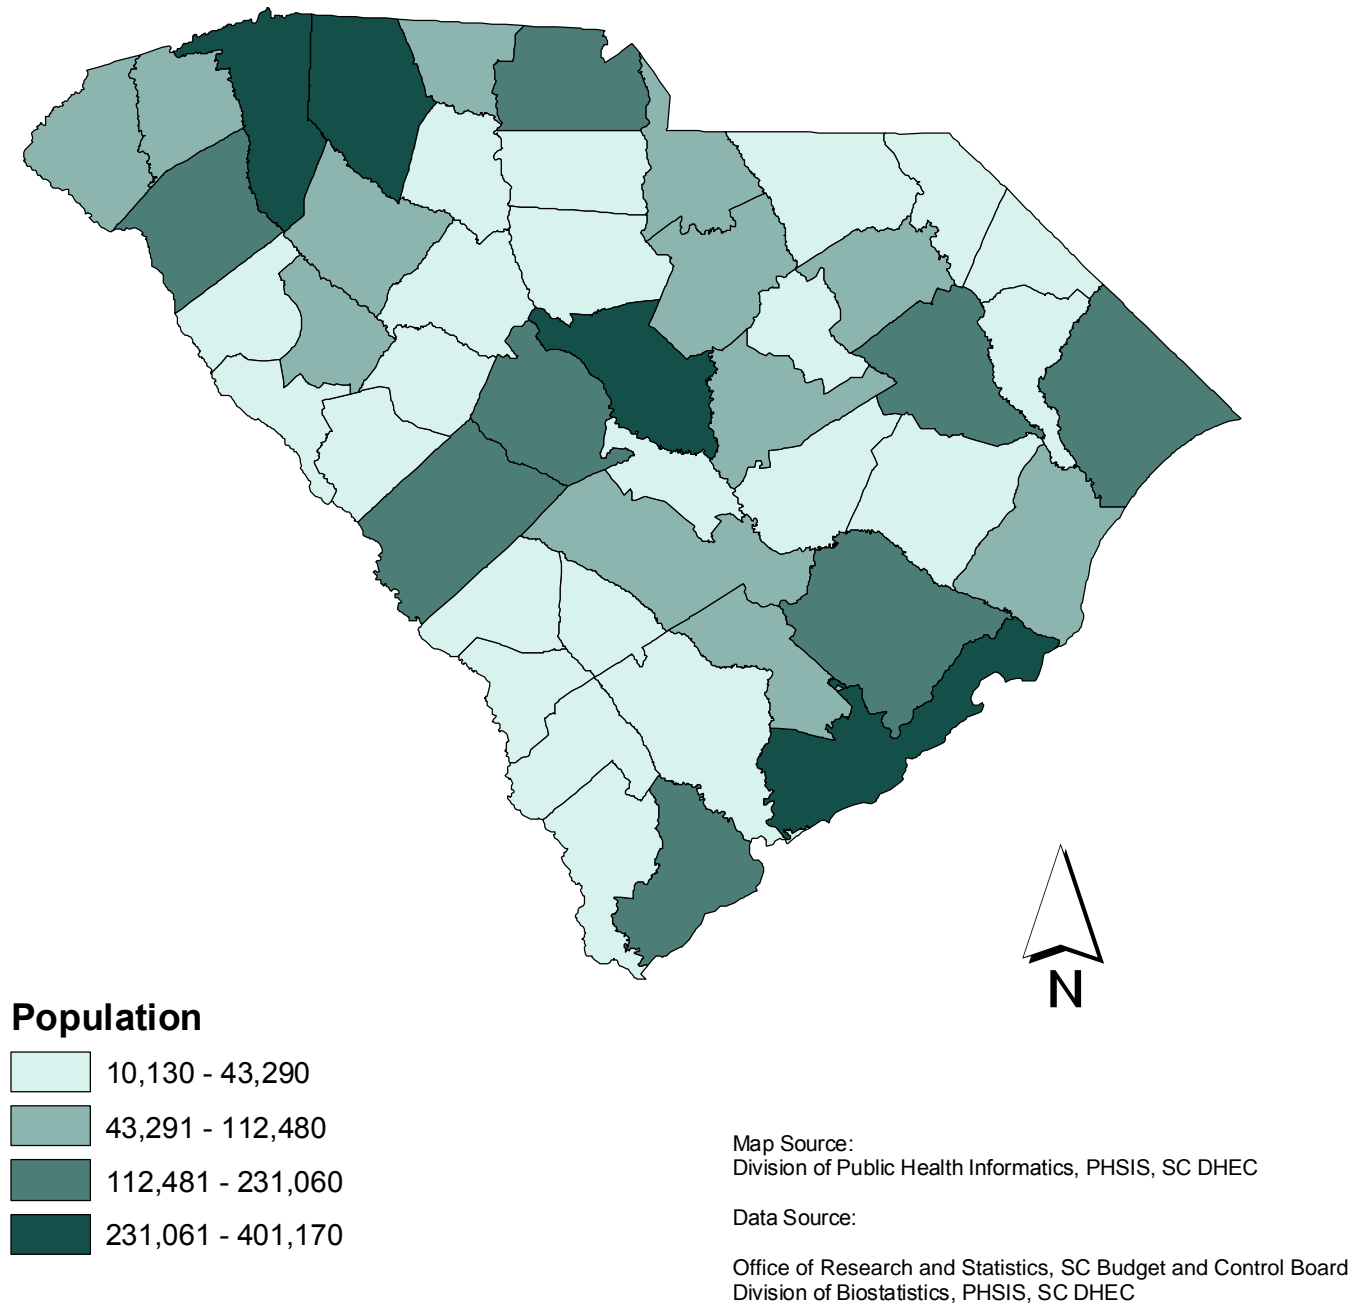 N
Population
10,130 - 43,290
43,291 - 112,480
112,481 - 231,060
231,061 - 401,170
Map Source:
Division of Public Health Informatics, PHSIS, SC DHEC
Data Source:
Office of Research and Statistics, SC Budget and Control Board
Division of Biostatistics, PHSIS, SC DHEC